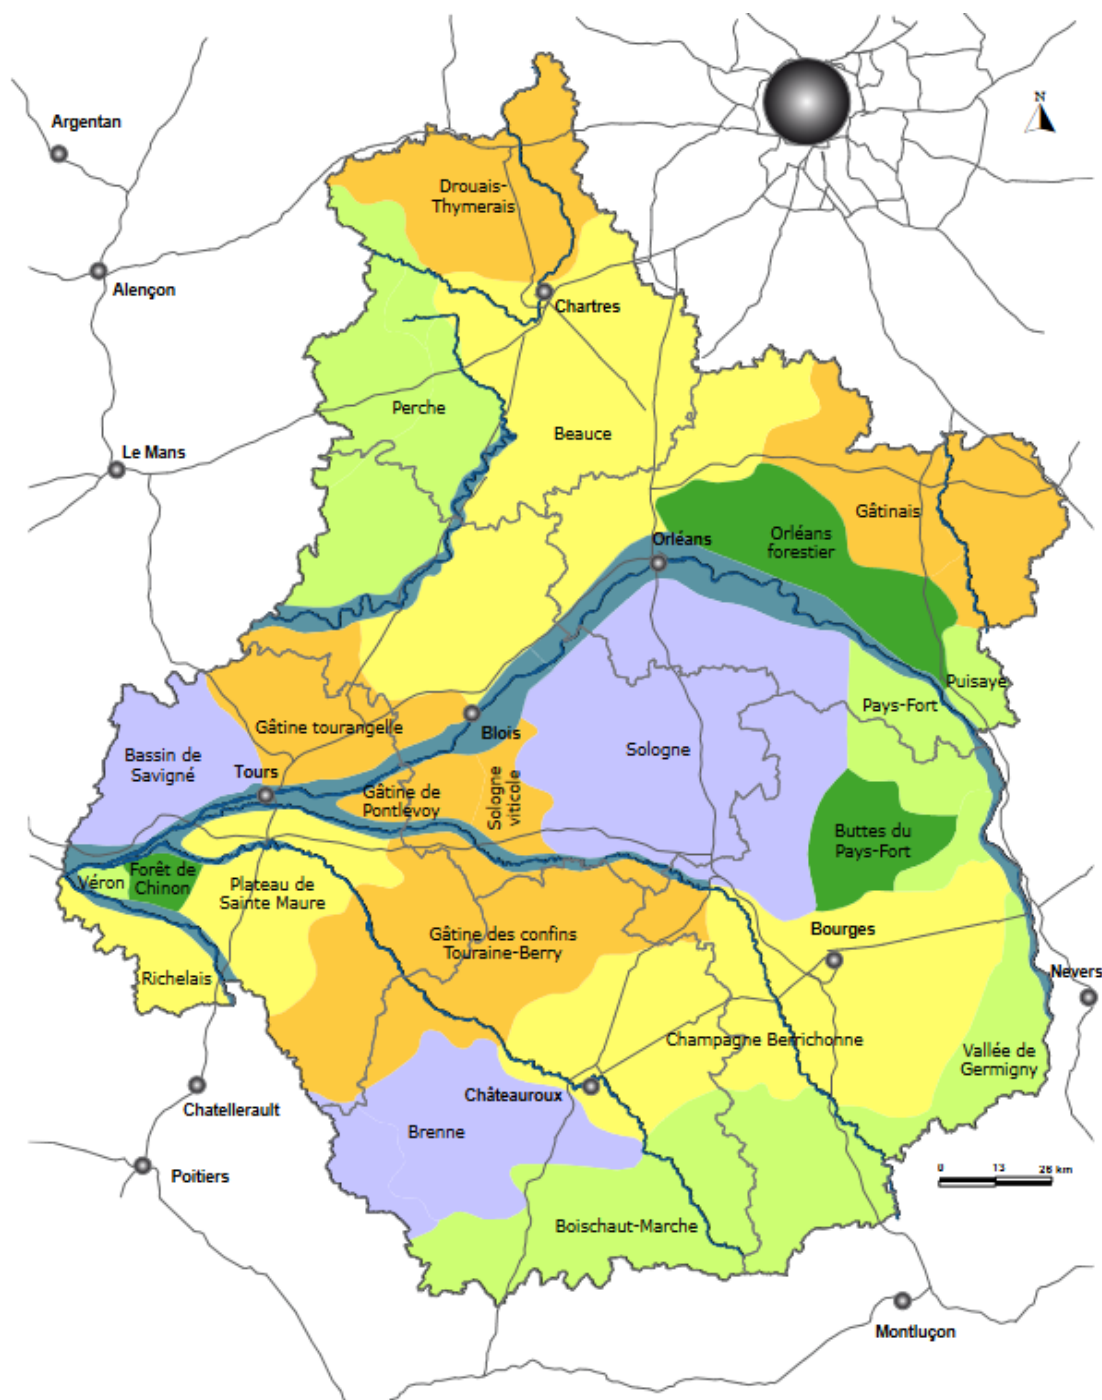 Argentan
N
Drouais-
Thymerais
Alençon
Chartres
Perche
Beauce
Le Mans
Gâtinais
Orléans
Orléans
forestier
Puisaye
Pays-Fort
Gâtine tourangelle
Blois
Sologne
Bassin de
Savigné
Tours
Gâtine de
Pontlevoy
Sologne
viticole
Buttes du
Pays-Fort
Véron
Forêt de
Chinon
Plateau de
Sainte Maure
Bourges
Gâtine des confins
Touraine-Berry
Richelais
Nevers
Champagne Berrichonne
Vallée de
Germigny
Châteauroux
Chatellerault
Brenne
Poitiers
0 13 26 km
Boischaut-Marche
Montluçon